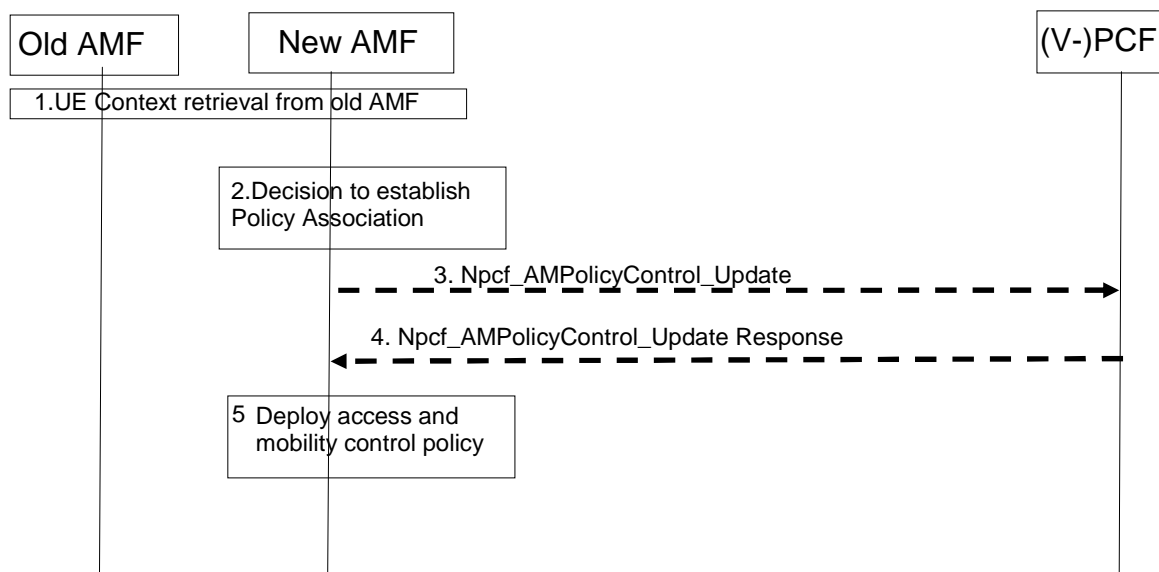 Old AMF
New AMF
(V-)PCF
1.UE Context retrieval from old AMF
2.Decision to establish
Policy Association
3. Npcf_AMPolicyControl_Update
4. Npcf_AMPolicyControl_Update Response
5 Deploy access and
mobility control policy